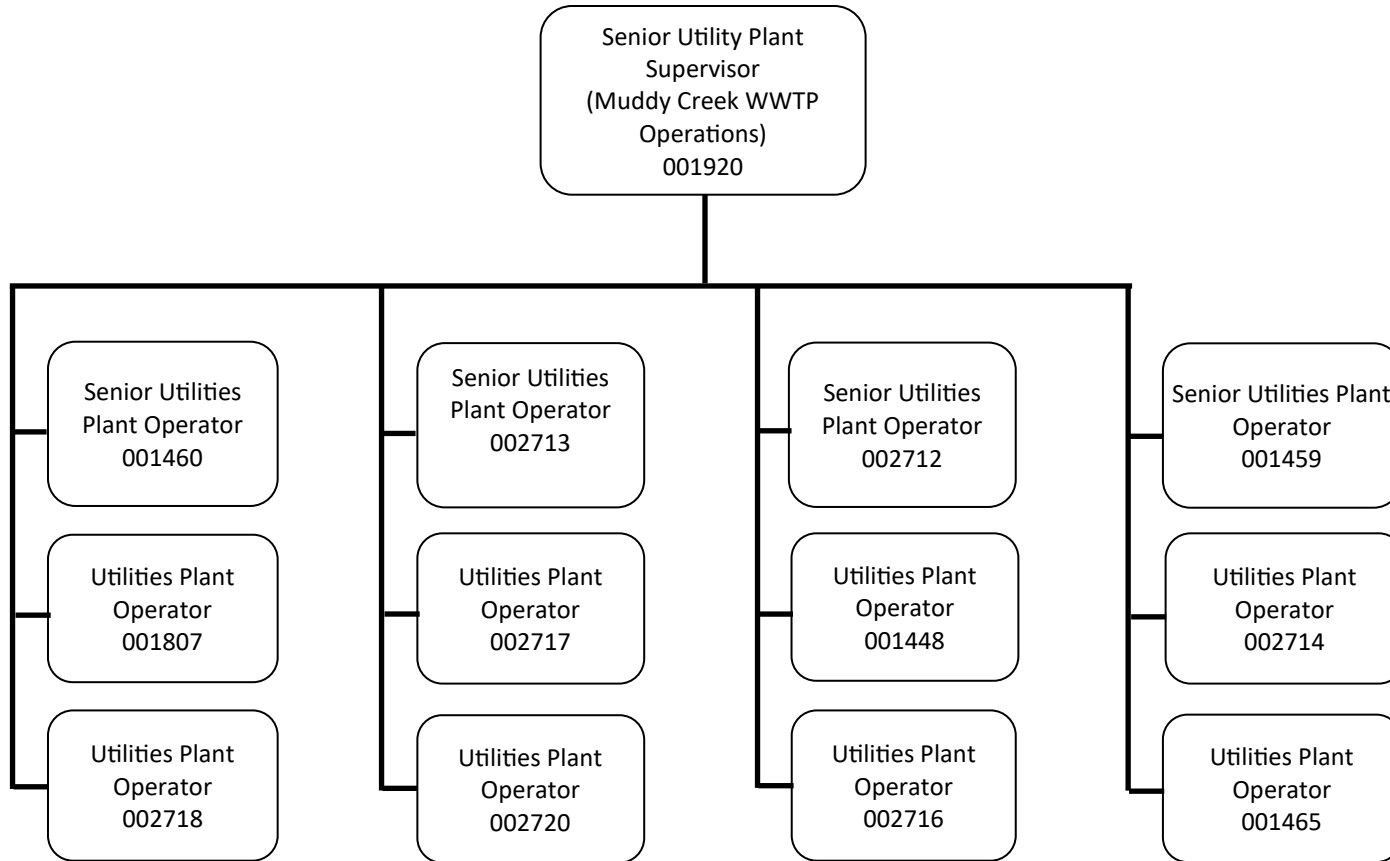 Senior Utility Plant
Supervisor
(Muddy Creek WWTP
Operations)
001920
Senior Utilities
Plant Operator
001460
Senior Utilities
Plant Operator
002713
Senior Utilities
Plant Operator
002712
Senior Utilities Plant
Operator
001459
Utilities Plant
Operator
001807
Utilities Plant
Operator
002717
Utilities Plant
Operator
001448
Utilities Plant
Operator
002714
Utilities Plant
Operator
002718
Utilities Plant
Operator
002720
Utilities Plant
Operator
002716
Utilities Plant
Operator
001465